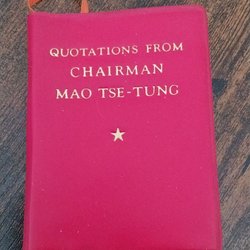 QUOTATIONS FROM
CHAIRMAN
MAO TSE-TUNG